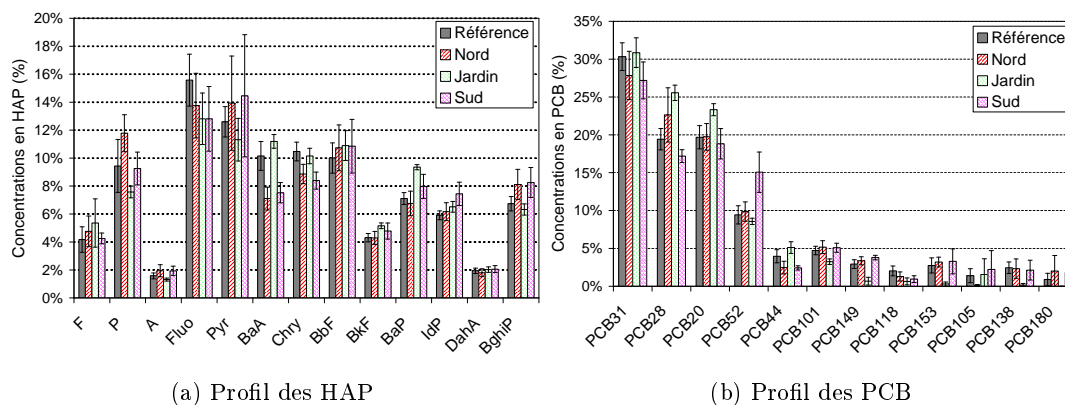 Concentrations en HAP (%)
20%
18%
16%
14%
12%
10%
8%
6%
4%
2%
0%
Référence
Nord
Jardin
Sud
F
P
A
Fluo
Pyr
BaA
Chry
BbF
BkF
BaP
IdP
DahA
BghiP
(a) Profil des HAP
Concentrations en PCB (%)
35%
30%
25%
20%
15%
10%
5%
0%
Référence
Nord
Jardin
Sud
PCB31
PCB28
PCB20
PCB52
PCB44
PCB101
PCB149
PCB118
PCB153
PCB105
PCB138
PCB180
(b) Profil des PCB